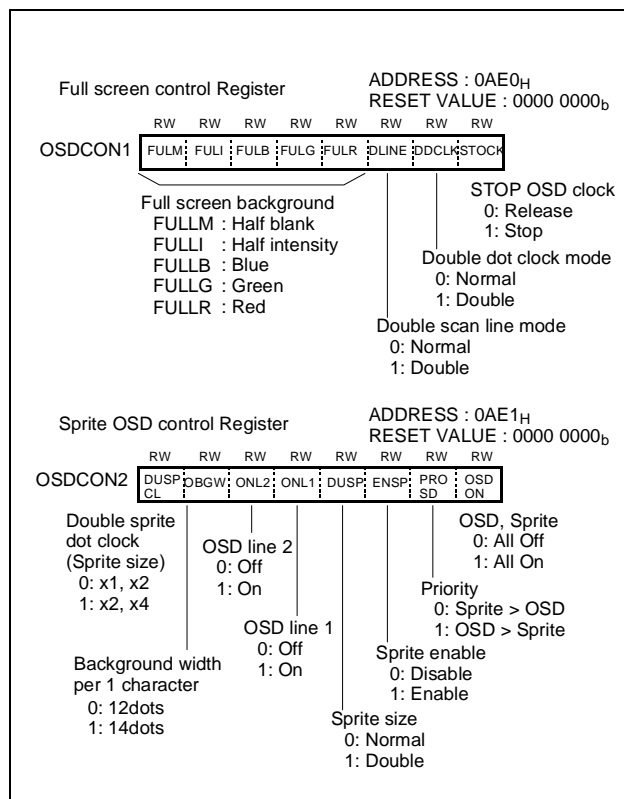 Full screen control Register
ADDRESS : 0AE0H
RESET VALUE : 0000 0000b
RW RW RW RW RW RW RW RW
OSDCON1 FULM FULI FULB FULG FULR DLINE DDCLK STOCK
Full screen background
FULLM : Half blank
FULLI : Half intensity
FULLB : Blue
FULLG : Green
FULLR : Red
STOP OSD clock
0: Release
1: Stop
Double dot clock mode
0: Normal
1: Double
Double scan line mode
0: Normal
1: Double
Sprite OSD control Register
ADDRESS : 0AE1H
RESET VALUE : 0000 0000b
RW RW RW RW RW RW RW RW
OSDCON2 DUSP CL OBGW ONL2 ONL1 DUSP ENSP PRO SD OSD ON
Double sprite
dot clock
(Sprite size)
0: x1, x2
1: x2, x4
OSD line 2
0: Off
1: On
OSD, Sprite
0: All Off
1: All On
Priority
0: Sprite > OSD
1: OSD > Sprite
OSD line 1
0: Off
1: On
Sprite enable
0: Disable
1: Enable
Background width
per 1 character
0: 12dots
1: 14dots
Sprite size
0: Normal
1: Double